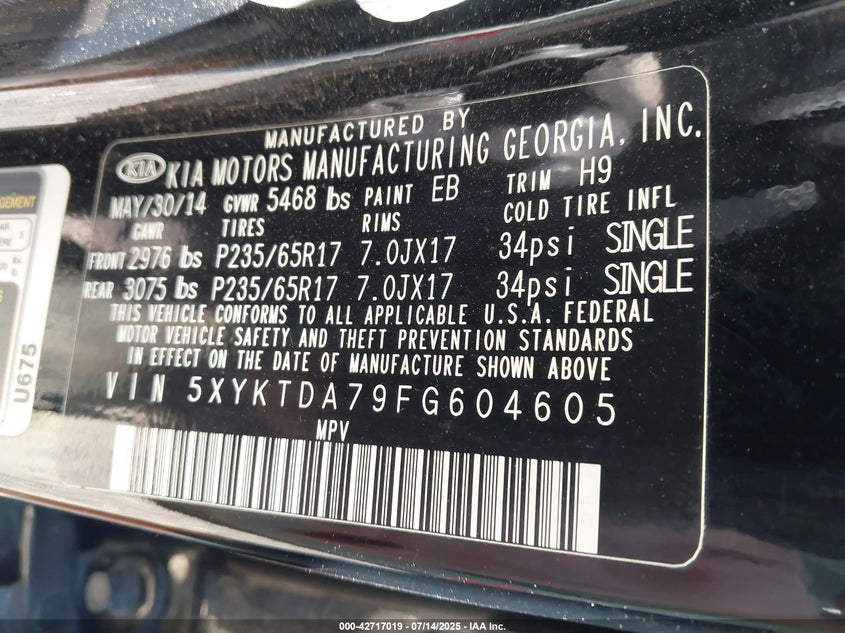 MANUFACTURED BY
KIA KIA MOTORS MANUFACTURING GEORGIA, INC.
MAY/30/14 GVWR 5468 lbs PAINT EB TRIM H9
GAWR TIRES RIMS COLD TIRE INFL
FRONT 2976 lbs P235/65R17 7.0JX17 34psi SINGLE
REAR 3075 lbs P235/65R17 7.0JX17 34psi SINGLE
THIS VEHICLE CONFORMS TO ALL APPLICABLE U.S.A. FEDERAL
MOTOR VEHICLE SAFETY AND THEFT PREVENTION STANDARDS
IN EFFECT ON THE DATE OF MANUFACTURE SHOWN ABOVE
VIN 5XYKTDA79FG604605
MPV
U675
000-42717019 - 07/14/2025 - IAA Inc.